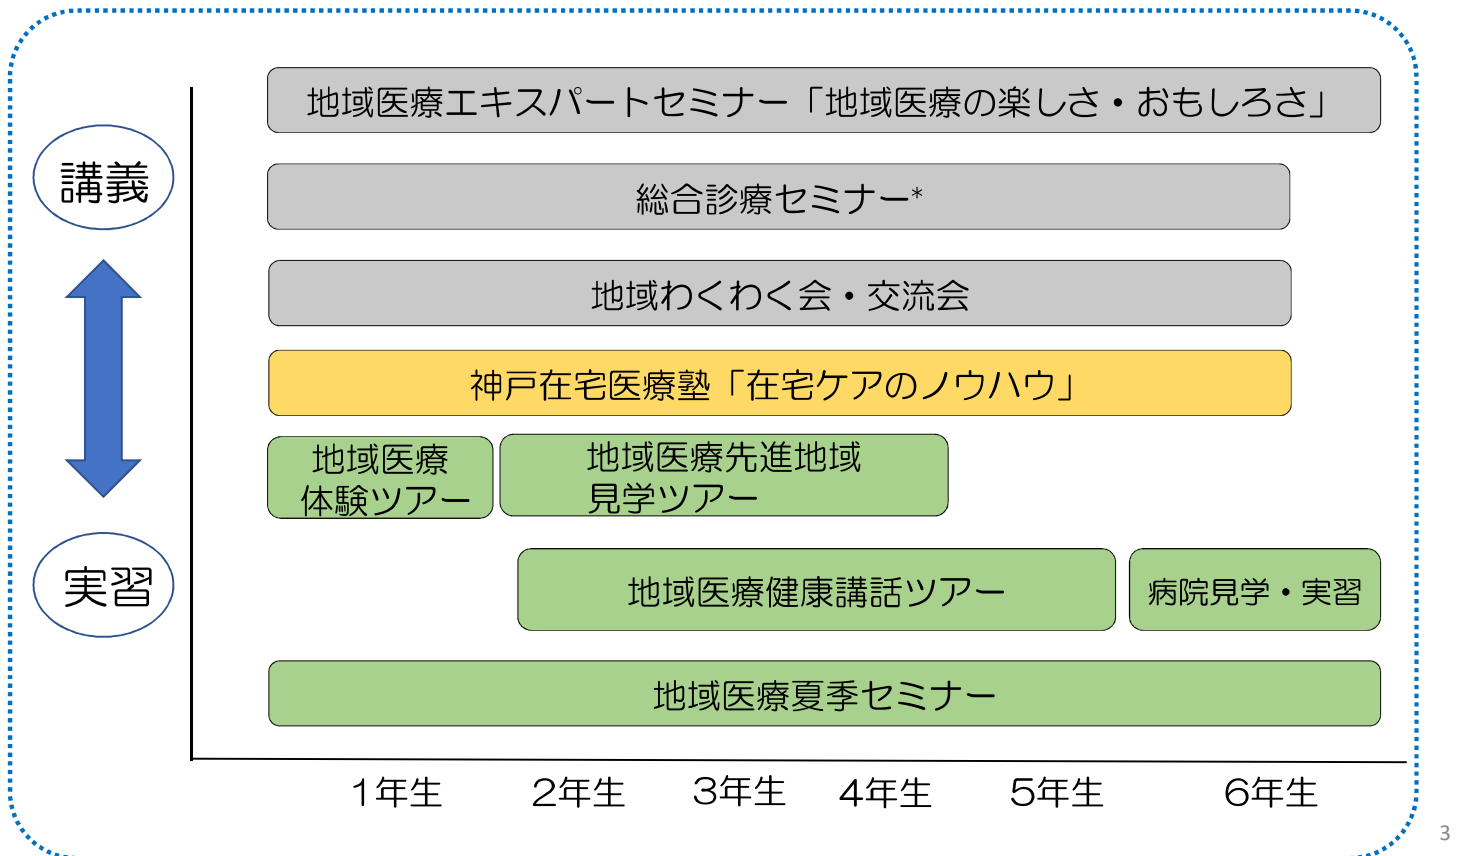 地域医療エキスパートセミナー「地域医療の楽しさ・おもしろさ」
講義
総合診療セミナー*
地域わくわく会・交流会
神戸在宅医療塾「在宅ケアのノウハウ」
地域医療
体験ツアー
地域医療先進地域
見学ツアー
実習
地域医療健康講話ツアー
病院見学・実習
地域医療夏季セミナー
1年生
2年生
3年生
4年生
5年生
6年生
3